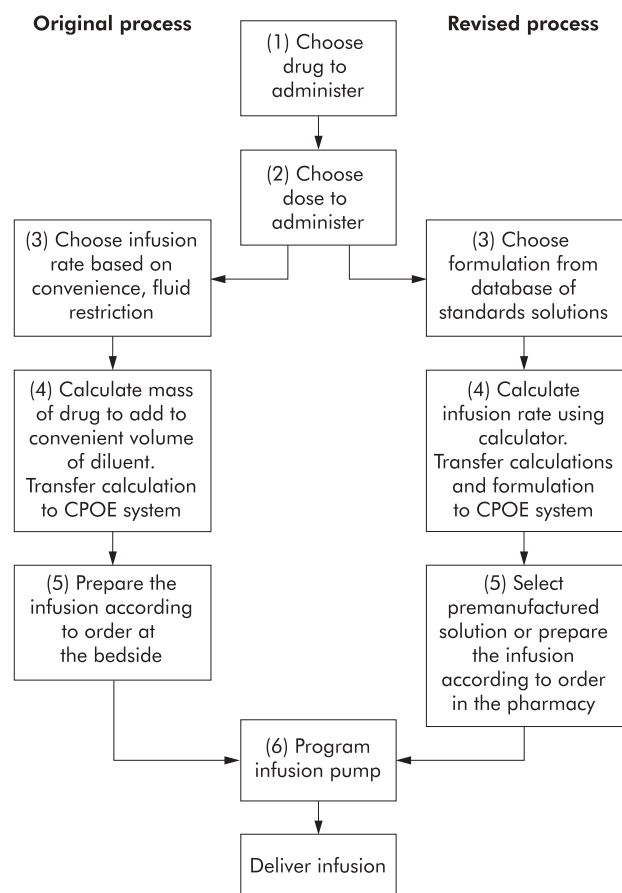 Original process
Revised process
(1) Choose
drug to
administer
(2) Choose
dose to
administer
(3) Choose infusion
rate based on
convenience, fluid
restriction
(3) Choose
formulation from
database of
standards solutions
(4) Calculate mass
of drug to add to
convenient volume
of diluent.
Transfer calculation
to CPOE system
(4) Calculate
infusion rate using
calculator.
Transfer calculations
and formulation
to CPOE system
(5) Prepare the
infusion according
to order at
the bedside
(5) Select
premanufactured
solution or prepare
the infusion
according to order
in the pharmacy
(6) Program
infusion pump
Deliver infusion